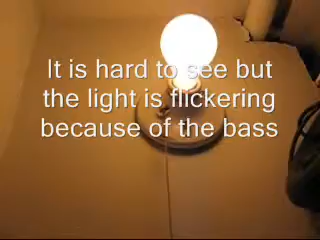 It is hard to see but
the light is flickering
because of the bass